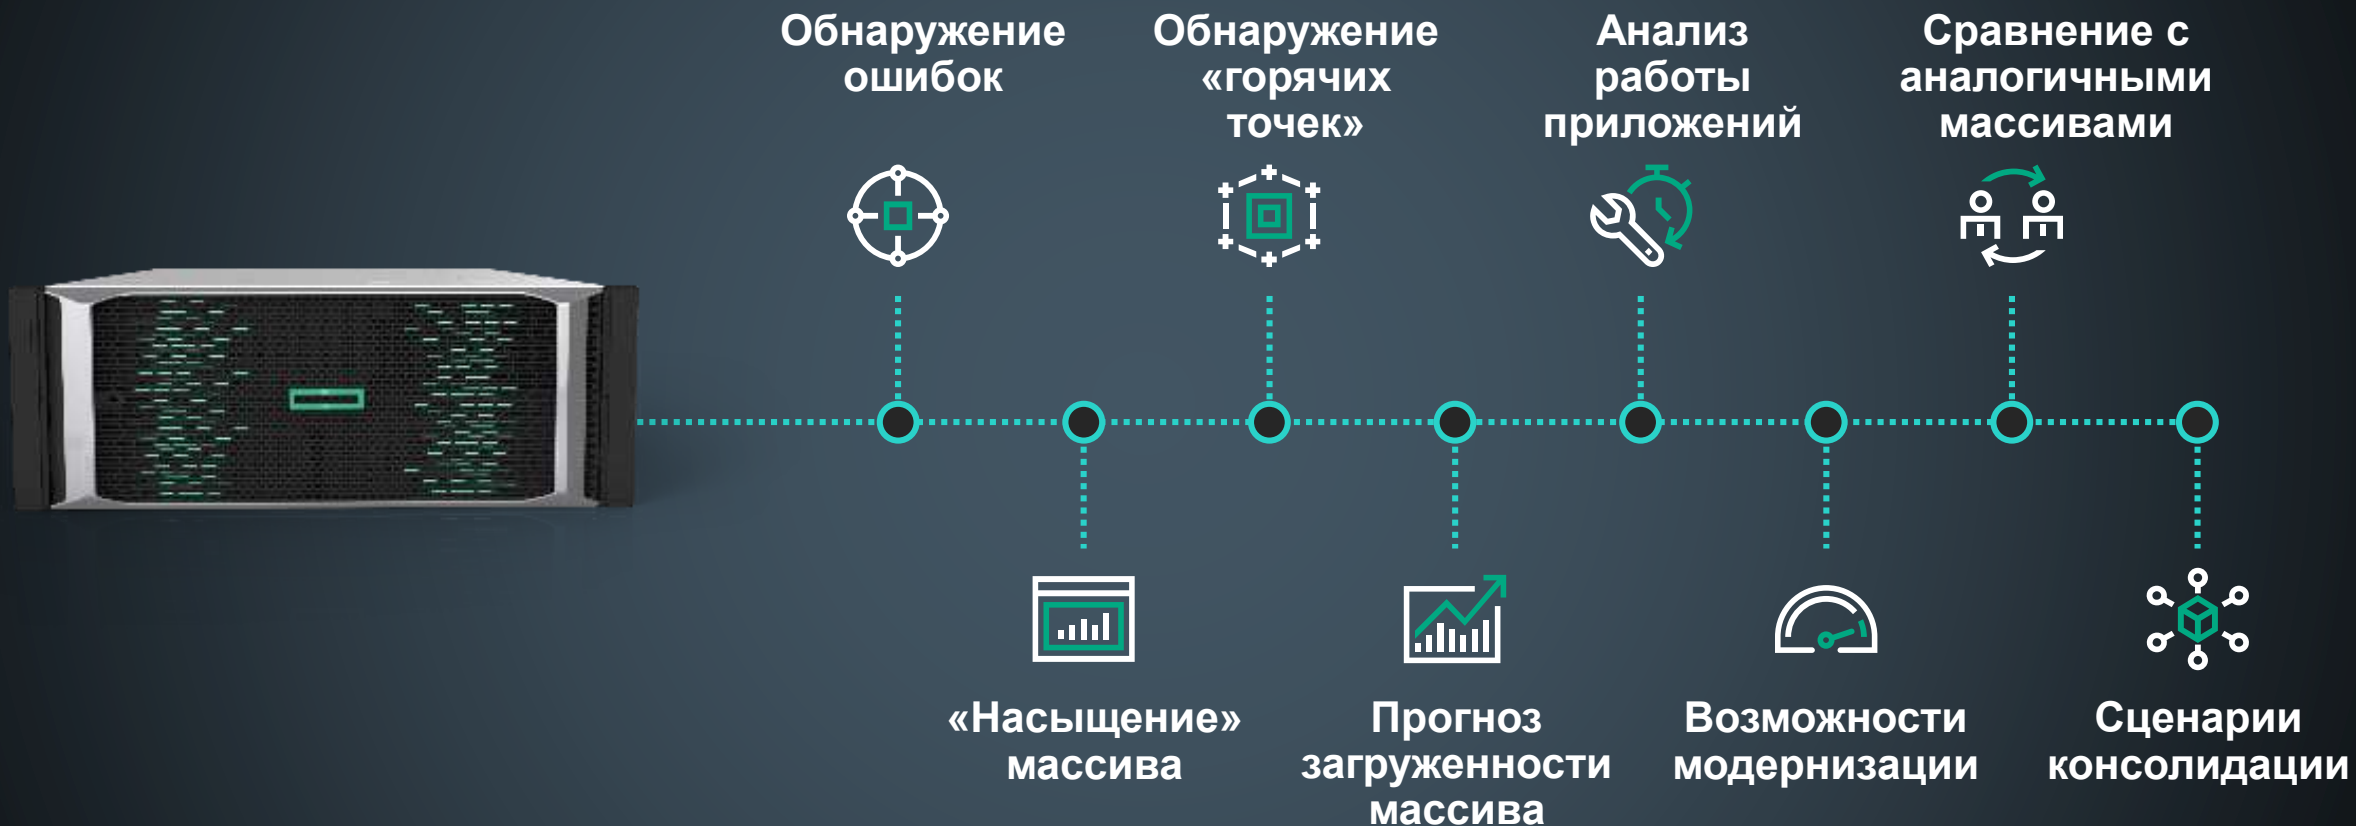 Обнаружение
ошибок
Обнаружение
«горячих
точек»
Анализ
работы
приложений
Сравнение с
аналогичными
массивами
«Насыщение»
массива
Прогноз
загруженности
массива
Возможности
модернизации
Сценарии
консолидации